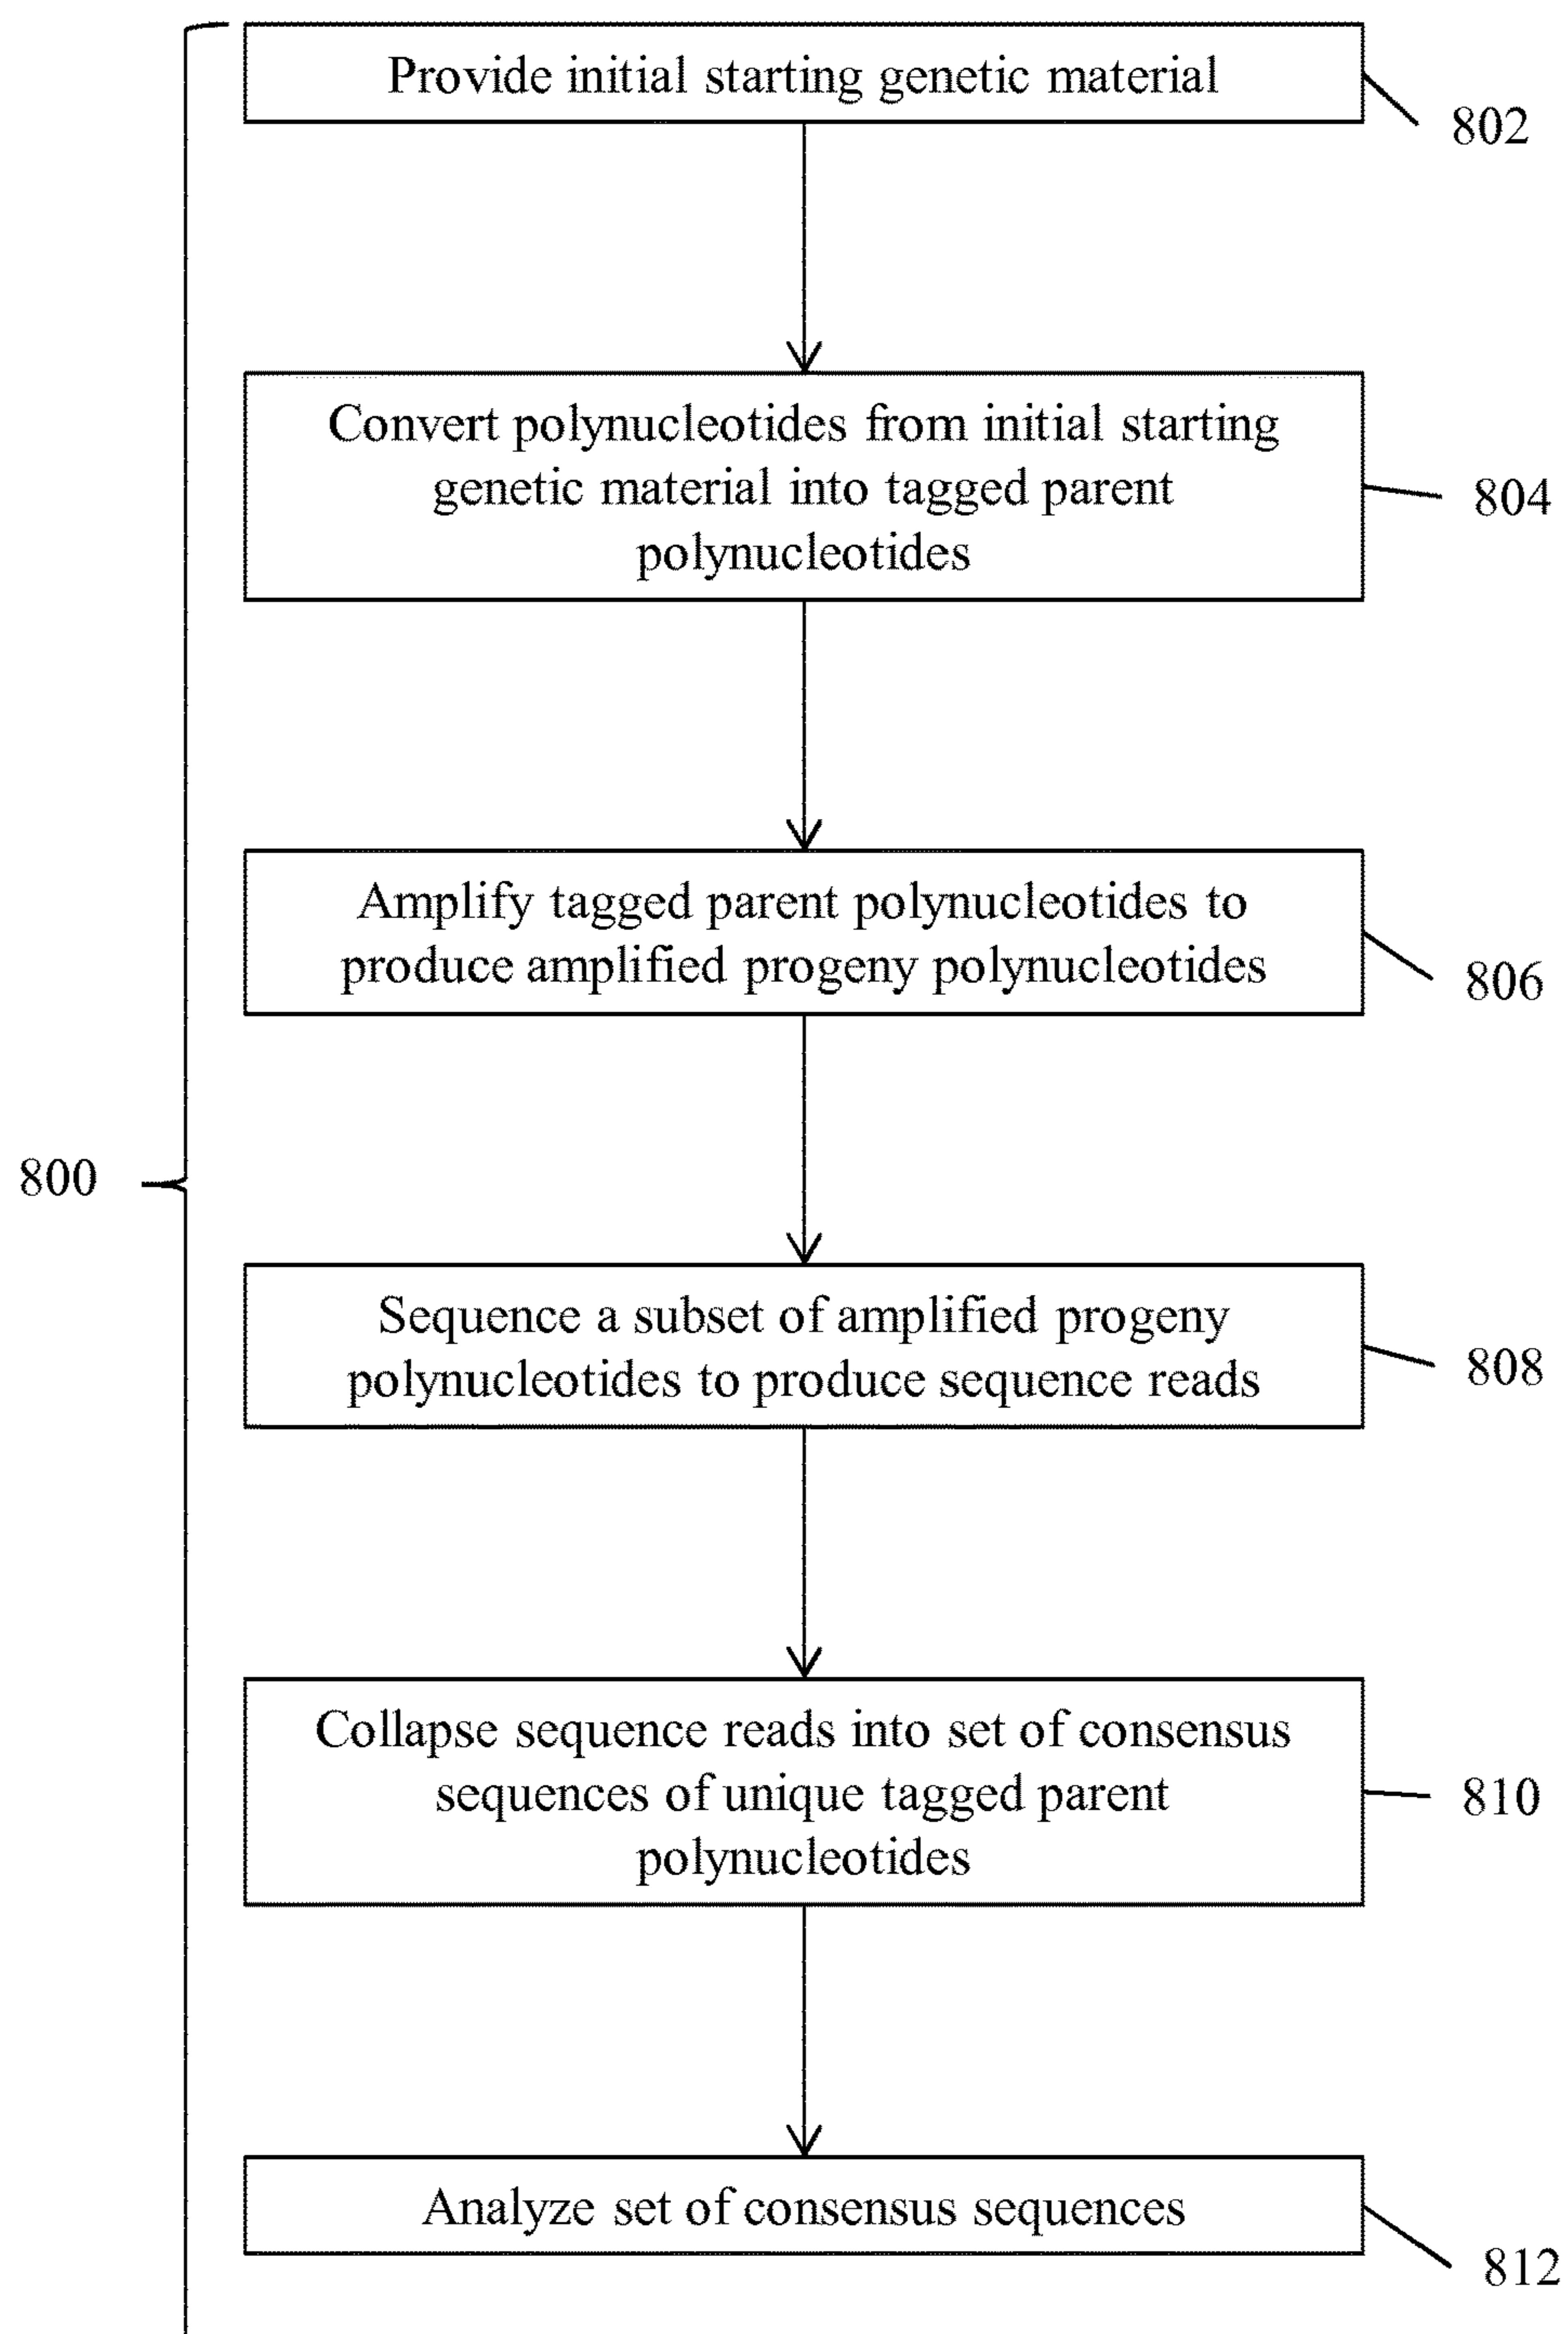 Provide initial starting genetic material
802
Convert polynucleotides from initial starting
genetic material into tagged parent
polynucleotides
804
Amplify tagged parent polynucleotides to
produce amplified progeny polynucleotides
806
800
Sequence a subset of amplified progeny
polynucleotides to produce sequence reads
808
Collapse sequence reads into set of consensus
sequences of unique tagged parent
polynucleotides
810
Analyze set of consensus sequences
812